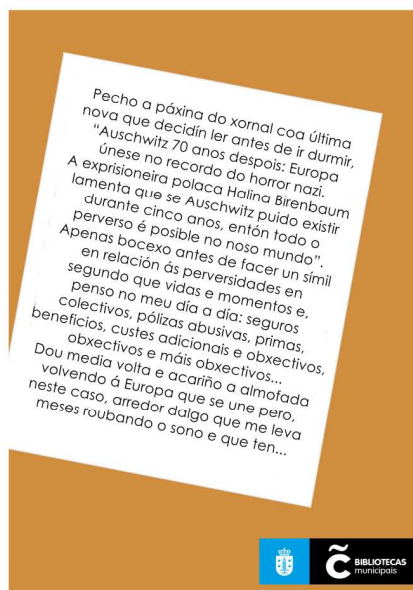 Pecho a páxina do xornal coa última
nova que decidín ler antes de ir durmir,
“Auschwitz 70 anos despois: Europa
únese no recordo do horror nazi.
A exprisioneira polaca Halina Birenbaum
lamenta que se Auschwitz puido existir
durante cinco anos, entón todo o
perverso é posible no noso mundo”.
Apenas bocexo antes de facer un símil
en relación ás perversidades en
segundo que vidas e momentos e,
penso no meu día a día: seguros
colectivos, pólizas abusivas, primas,
beneficios, custes adicionais e obxectivos,
obxectivos e máis obxectivos...
Dou media volta e acariño a almofada
volvendo á Europa que se une pero,
neste caso, arredor dalgo que me leva
meses roubando o sono e que ten...
BIBLIOTECAS
municipais